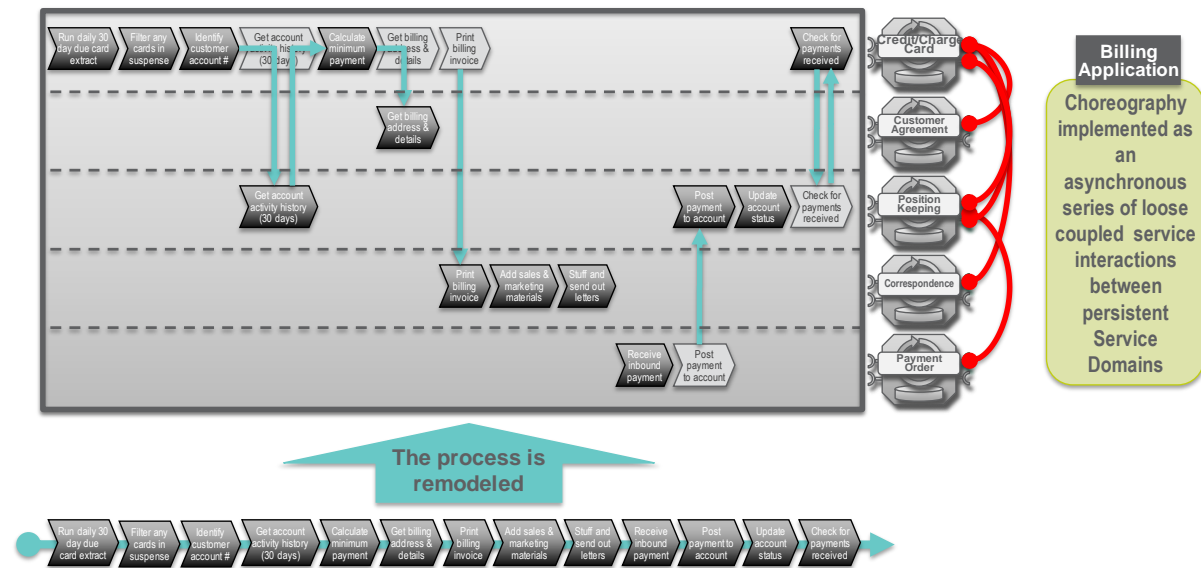 Run daily 30
day due card
extract
Filter any
cards in
suspense
Identify
customer
account #
Get account
activity history
(30 days)
Calculate
minimum
payment
Get billing
address &
details
Print
billing
invoice
Check for
payments
received
Credit/Charge
Card
Get billing
address &
details
Customer
Agreement
Get account
activity history
(30 days)
Post
payment
to account
Update
account
status
Check for
payments
received
Position
Keeping
Print
billing
invoice
Add sales &
marketing
materials
Stuff and
send out
letters
Correspondence
Receive
inbound
payment
Post
payment
to account
Payment
Order
Billing
Application
Choreography
implemented as
an
asynchronous
series of loose
coupled service
interactions
between
persistent
Service
Domains
The process is
remodeled
Run daily 30
day due
card extract
Filter any
cards in
suspense
Identify
customer
account #
Get account
activity history
(30 days)
Calculate
minimum
payment
Get billing
address &
details
Print
billing
invoice
Add sales &
marketing
materials
Stuff and
send out
letters
Receive
inbound
payment
Post
payment to
account
Update
account
status
Check for
payments
received